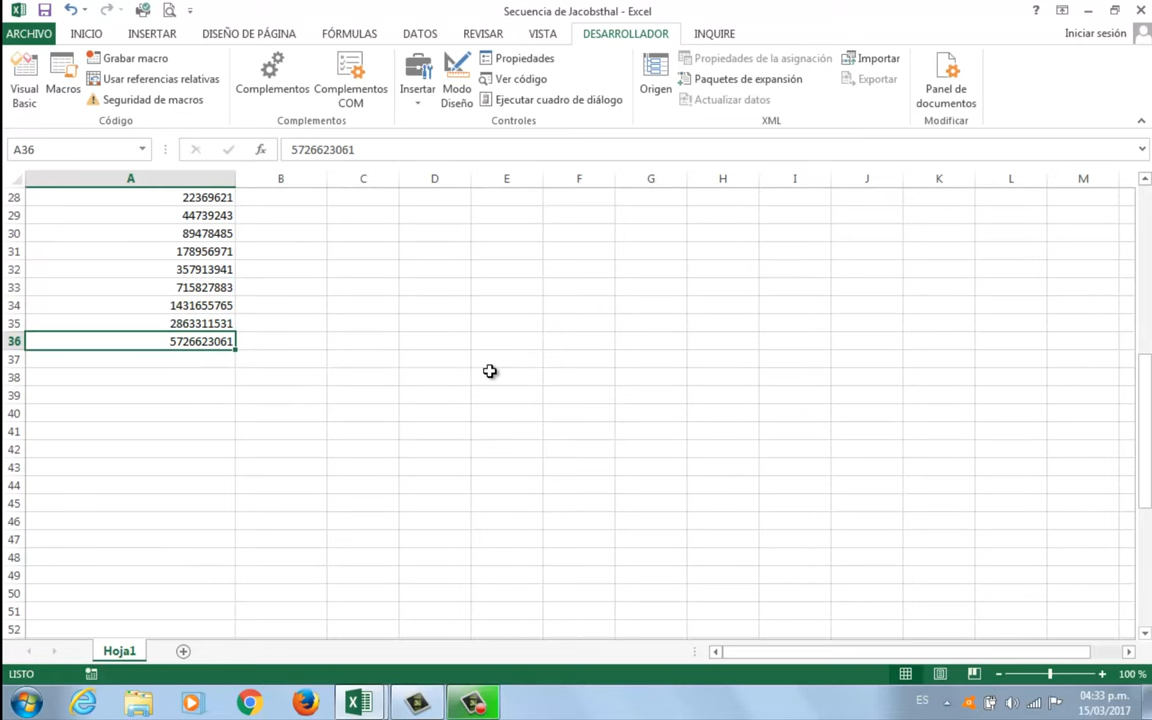 Secuencia de Jacobsthal - Excel
ARCHIVO INICIO INSERTAR DISEÑO DE PÁGINA FÓRMULAS DATOS REVISAR VISTA DESARROLLADOR INQUIRE Iniciar sesión
Visual Basic
Macros
Grabar macro
Usar referencias relativas
Seguridad de macros
Código
Complementos
Complementos COM
Complementos
Insertar
Modo Diseño
Propiedades
Ver código
Ejecutar cuadro de diálogo
Controles
Origen
Propiedades de la asignación
Paquetes de expansión
Actualizar datos
Importar
Exportar
XML
Panel de documentos
Modificar
A36 fx 5726623061
A B C D E F G H I J K L M
28 22369621
29 44739243
30 89478485
31 178956971
32 357913941
33 715827883
34 1431655765
35 2863311531
36 5726623061
37
38
39
40
41
42
43
44
45
46
47
48
49
50
51
52
Hoja1
LISTO 100 %
ES 04:33 p.m.
15/03/2017